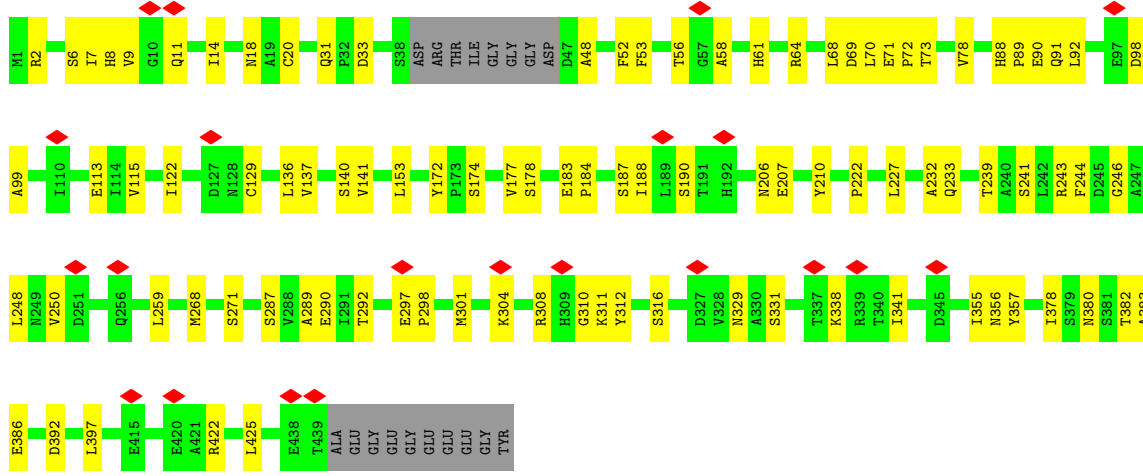 M1 R2 S6 I7 H8 V9 G10 Q11 I14 N18 A19 C20 Q31 P32 D33 S38 ASP ARG THR ILE GLY GLY GLY ASP D47 A48 F52 F53 T56 G57 A58 H61 R64 L68 D69 L70 E71 P72 T73 V78 H88 P89 E90 Q91 L92 E97 D98
A99 I110 E113 I114 V115 I122 D127 N128 C129 L136 V137 S140 V141 L153 Y172 P173 S174 V177 S178 E183 P184 S187 I188 L189 S190 T191 H192 N206 E207 Y210 P222 L227 A232 Q233 T239 A240 S241 L242 R243 F244 D245 G246 A247
L248 N249 V250 D251 Q256 L259 M268 S271 S287 V288 A289 E290 I291 T292 E297 P298 M301 K304 R308 H309 G310 K311 Y312 S316 D327 V328 N329 A330 S331 T337 K338 R339 T340 I341 D345 I355 N356 Y357 I378 S379 N380 S381 T382
E386 D392 L397 E415 E420 A421 R422 L425 E438 T439 ALA GLU GLY GLU GLY GLU GLU GLU GLY TYR